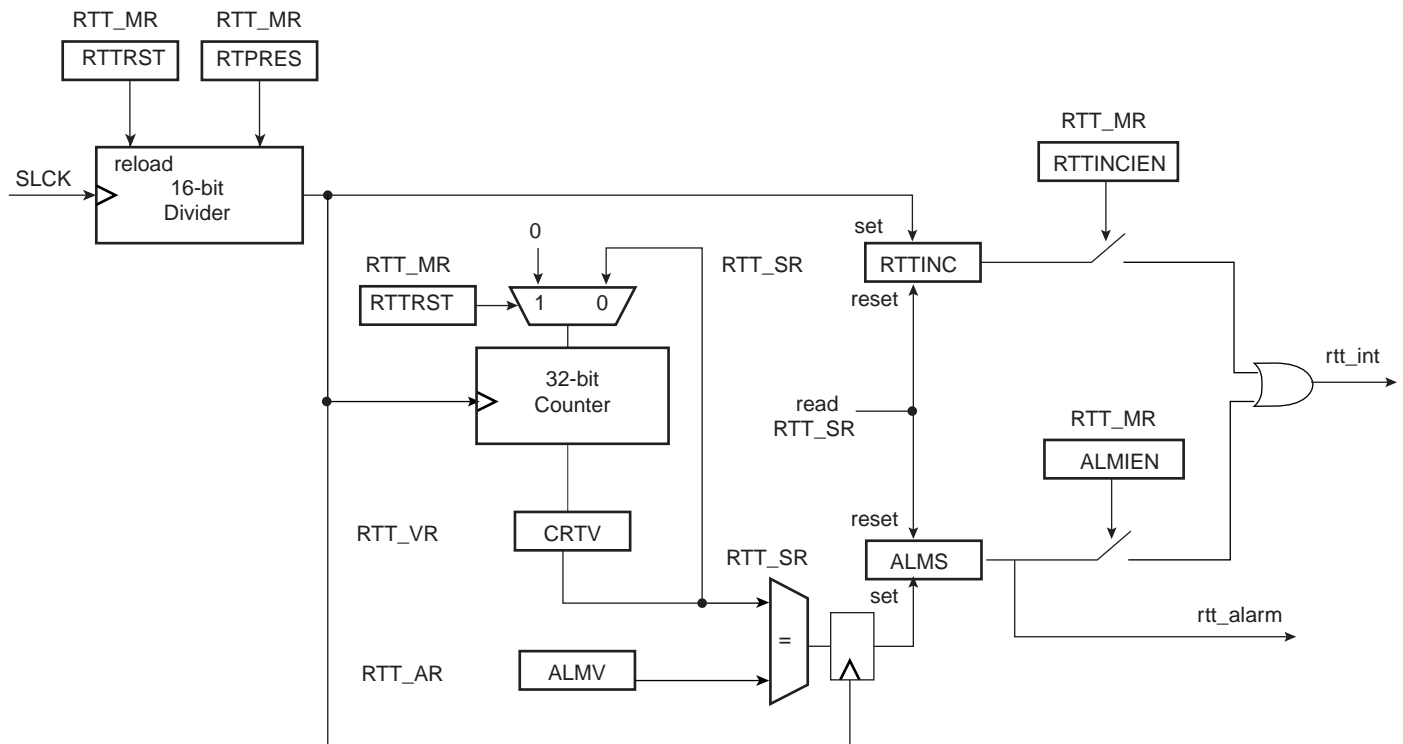 RTT_MR
RTTRST
RTT_MR
RTPRES
reload
16-bit
Divider
SLCK
RTT_MR
RTTINCIEN
set
RTTINC
reset
0
RTT_SR
RTT_MR
RTTRST
1 0
32-bit
Counter
read
RTT_SR
rtt_int
RTT_MR
ALMIEN
reset
ALMS
set
RTT_VR
CRTV
RTT_SR
=
rtt_alarm
RTT_AR
ALMV